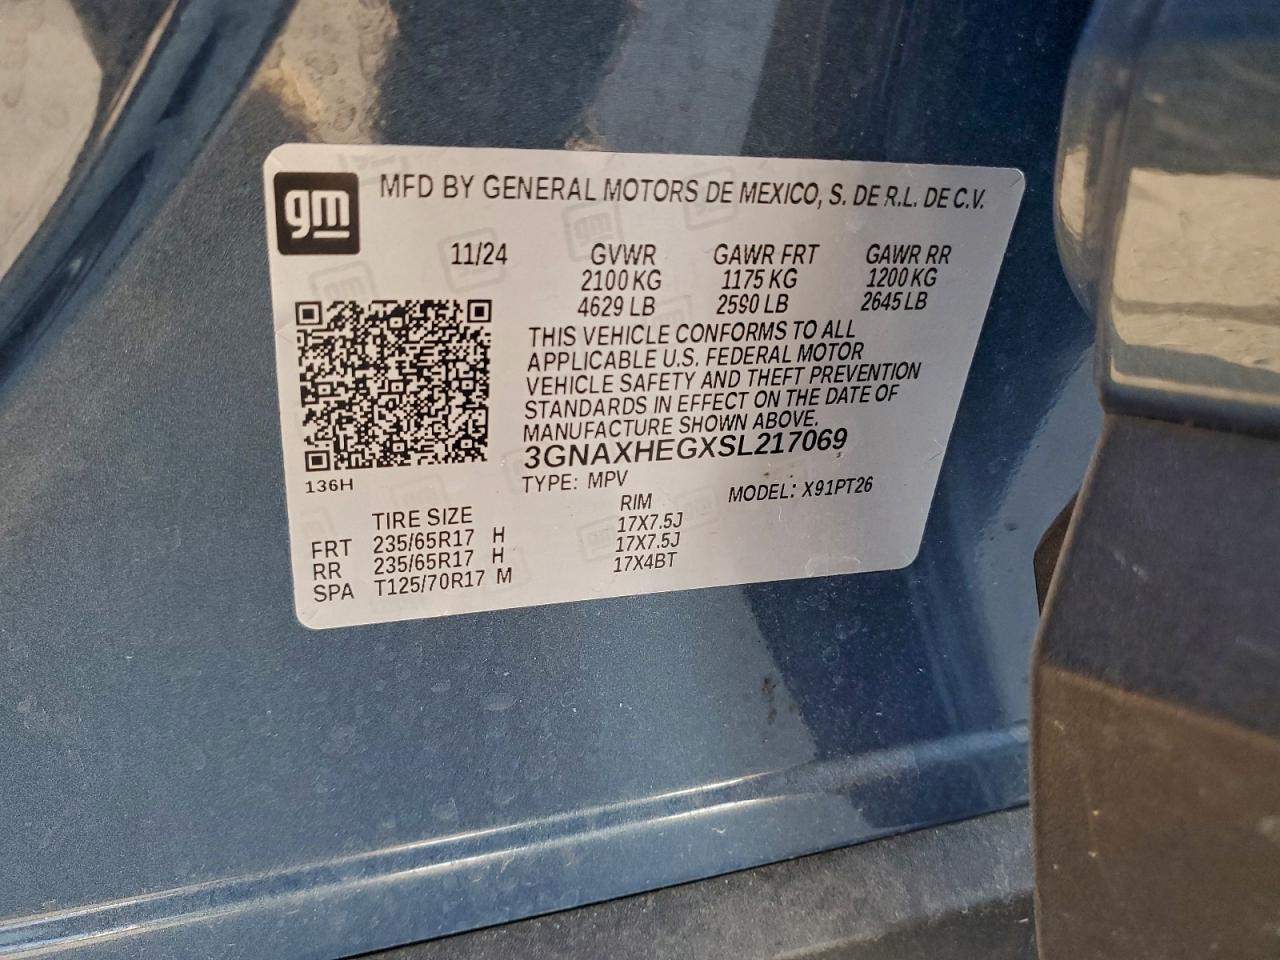 gm
MFD BY GENERAL MOTORS DE MEXICO, S. DE R.L. DE C.V.
11/24 GVWR GAWR FRT GAWR RR
2100 KG 1175 KG 1200 KG
4629 LB 2590 LB 2645 LB
THIS VEHICLE CONFORMS TO ALL
APPLICABLE U.S. FEDERAL MOTOR
VEHICLE SAFETY AND THEFT PREVENTION
STANDARDS IN EFFECT ON THE DATE OF
MANUFACTURE SHOWN ABOVE.
3GNAXHEGXSL217069
136H
TYPE: MPV MODEL: X91PT26
TIRE SIZE RIM
FRT 235/65R17 H 17X7.5J
RR 235/65R17 H 17X7.5J
SPA T125/70R17 M 17X4BT